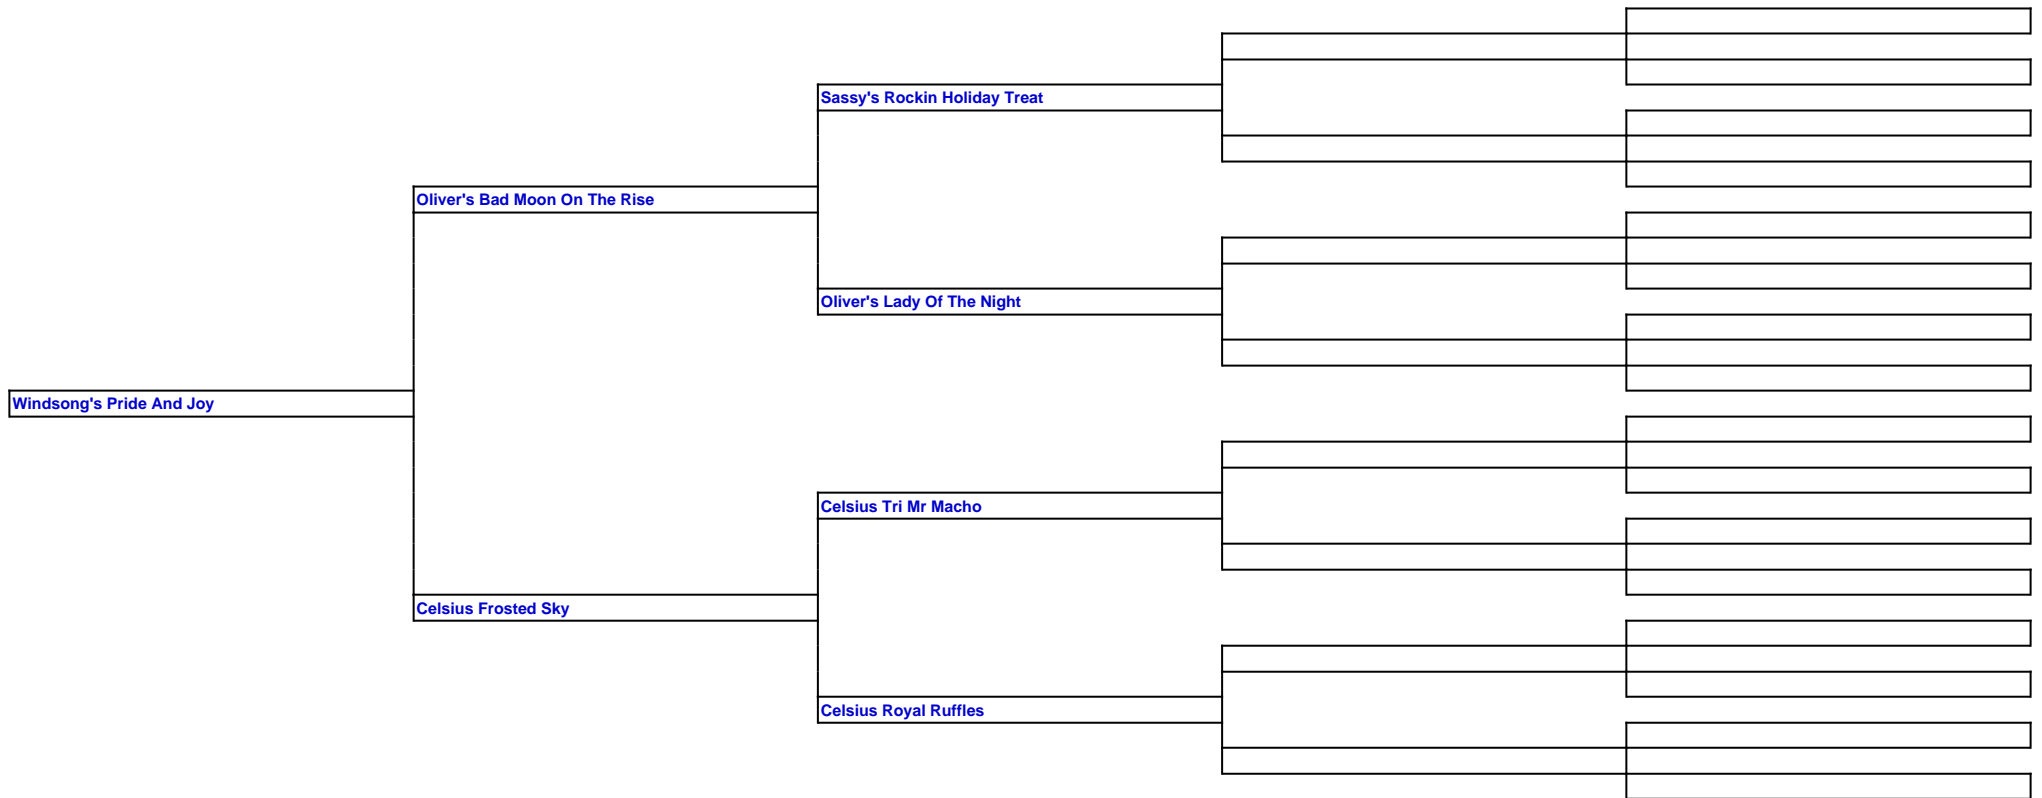 Sassy's Rockin Holiday Treat
Oliver's Bad Moon On The Rise
Oliver's Lady Of The Night
Windsong's Pride And Joy
Celsius Tri Mr Macho
Celsius Frosted Sky
Celsius Royal Ruffles